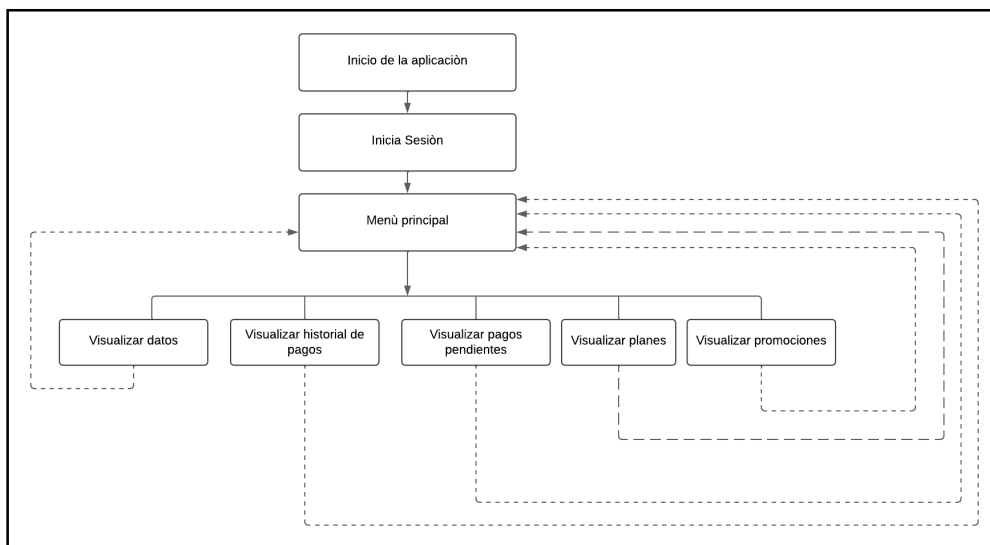 Inicio de la aplicaciòn
Inicia Sesiòn
Menù principal
Visualizar datos
Visualizar historial de
pagos
Visualizar pagos
pendientes
Visualizar planes
Visualizar promociones